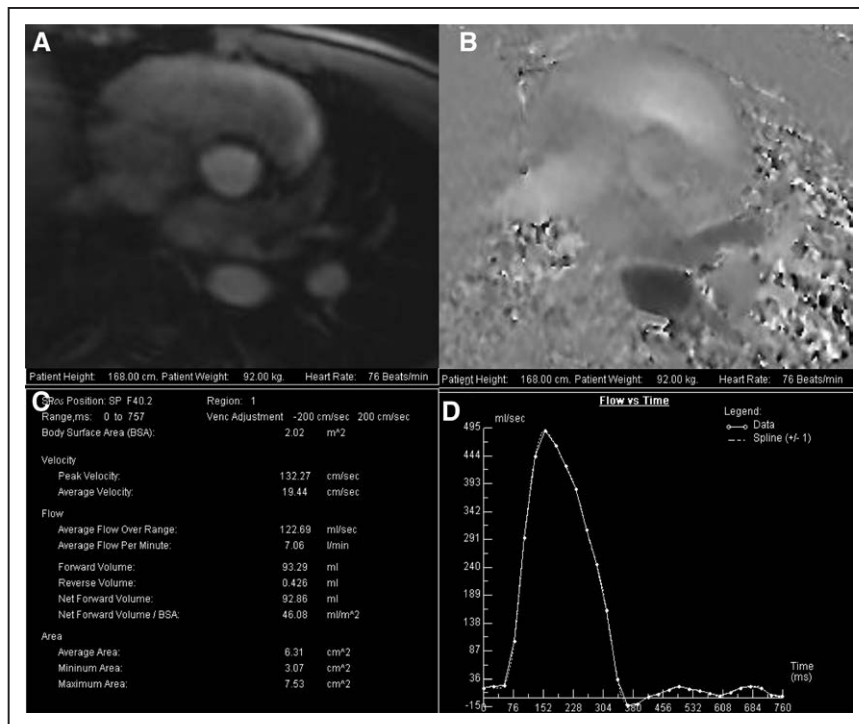 A
B
Patient Height: 168.00 cm. Patient Weight: 92.00 kg. Heart Rate: 76 Beats/min
Patient Height: 168.00 cm. Patient Weight: 92.00 kg. Heart Rate: 76 Beats/min
C
Position: SP F40.2 Region: 1
Range,ms: 0 to 757 Venc Adjustment -200 cm/sec 200 cm/sec
Body Surface Area (BSA): 2.02 m^2
Velocity
Peak Velocity: 132.27 cm/sec
Average Velocity: 19.44 cm/sec
Flow
Average Flow Over Range: 122.69 ml/sec
Average Flow Per Minute: 7.06 l/min
Forward Volume: 93.29 ml
Reverse Volume: 0.426 ml
Net Forward Volume: 92.86 ml
Net Forward Volume / BSA: 46.08 ml/m^2
Area
Average Area: 6.31 cm^2
Mininum Area: 3.07 cm^2
Maximum Area: 7.53 cm^2
D
Flow vs Time
Legend:
Data
Spline (+/- 1)
ml/sec
495
444
393
342
291
240
189
138
87
36
-15
Time
(ms)
0 76 152 228 304 380 456 532 608 684 760